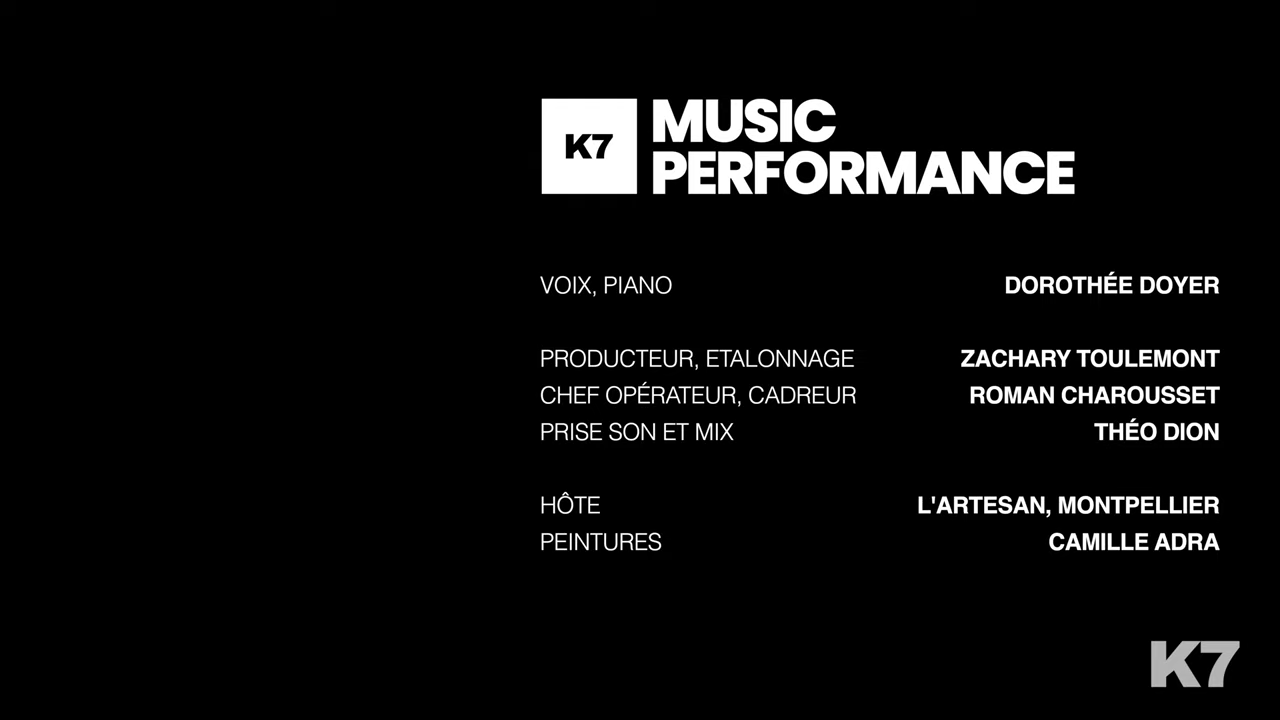 K7
MUSIC
PERFORMANCE
VOIX, PIANO DOROTHÉE DOYER
PRODUCTEUR, ETALONNAGE ZACHARY TOULEMONT
CHEF OPÉRATEUR, CADREUR ROMAN CHAROUSSET
PRISE SON ET MIX THÉO DION
HÔTE L'ARTESAN, MONTPELLIER
PEINTURES CAMILLE ADRA
K7